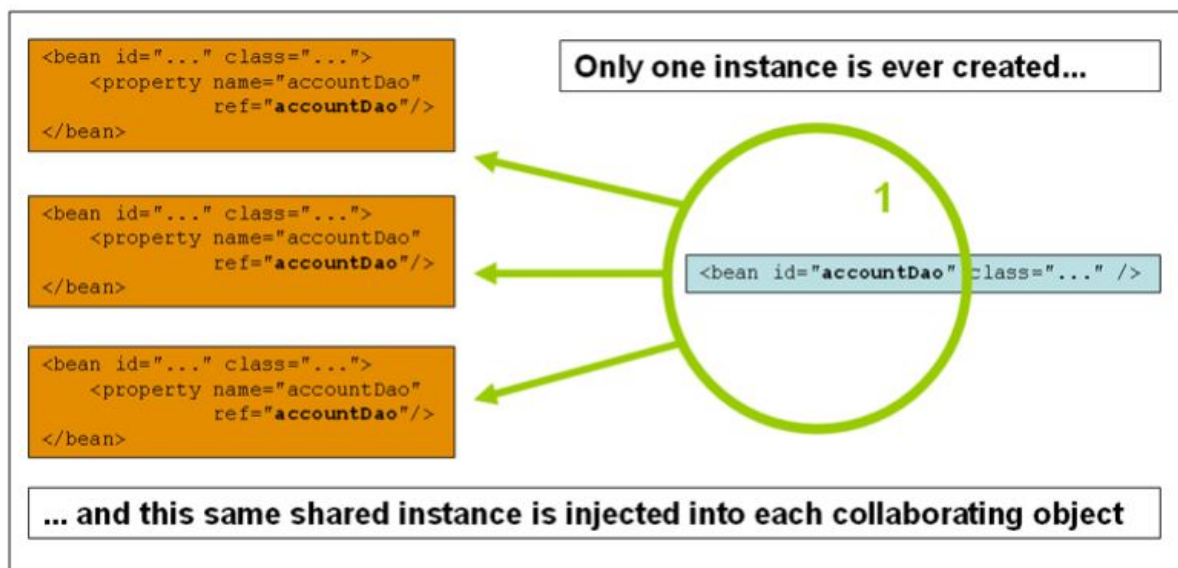 <bean id="..." class="...">
<property name="accountDao"
ref="accountDao"/>
</bean>
Only one instance is ever created...
<bean id="..." class="...">
<property name="accountDao
ref="accountDao"/>
</bean>
1
<bean id="accountDao" class="..." />
<bean id="..." class="...">
<property name="accountDao"
ref="accountDao"/>
</bean>
... and this same shared instance is injected into each collaborating object